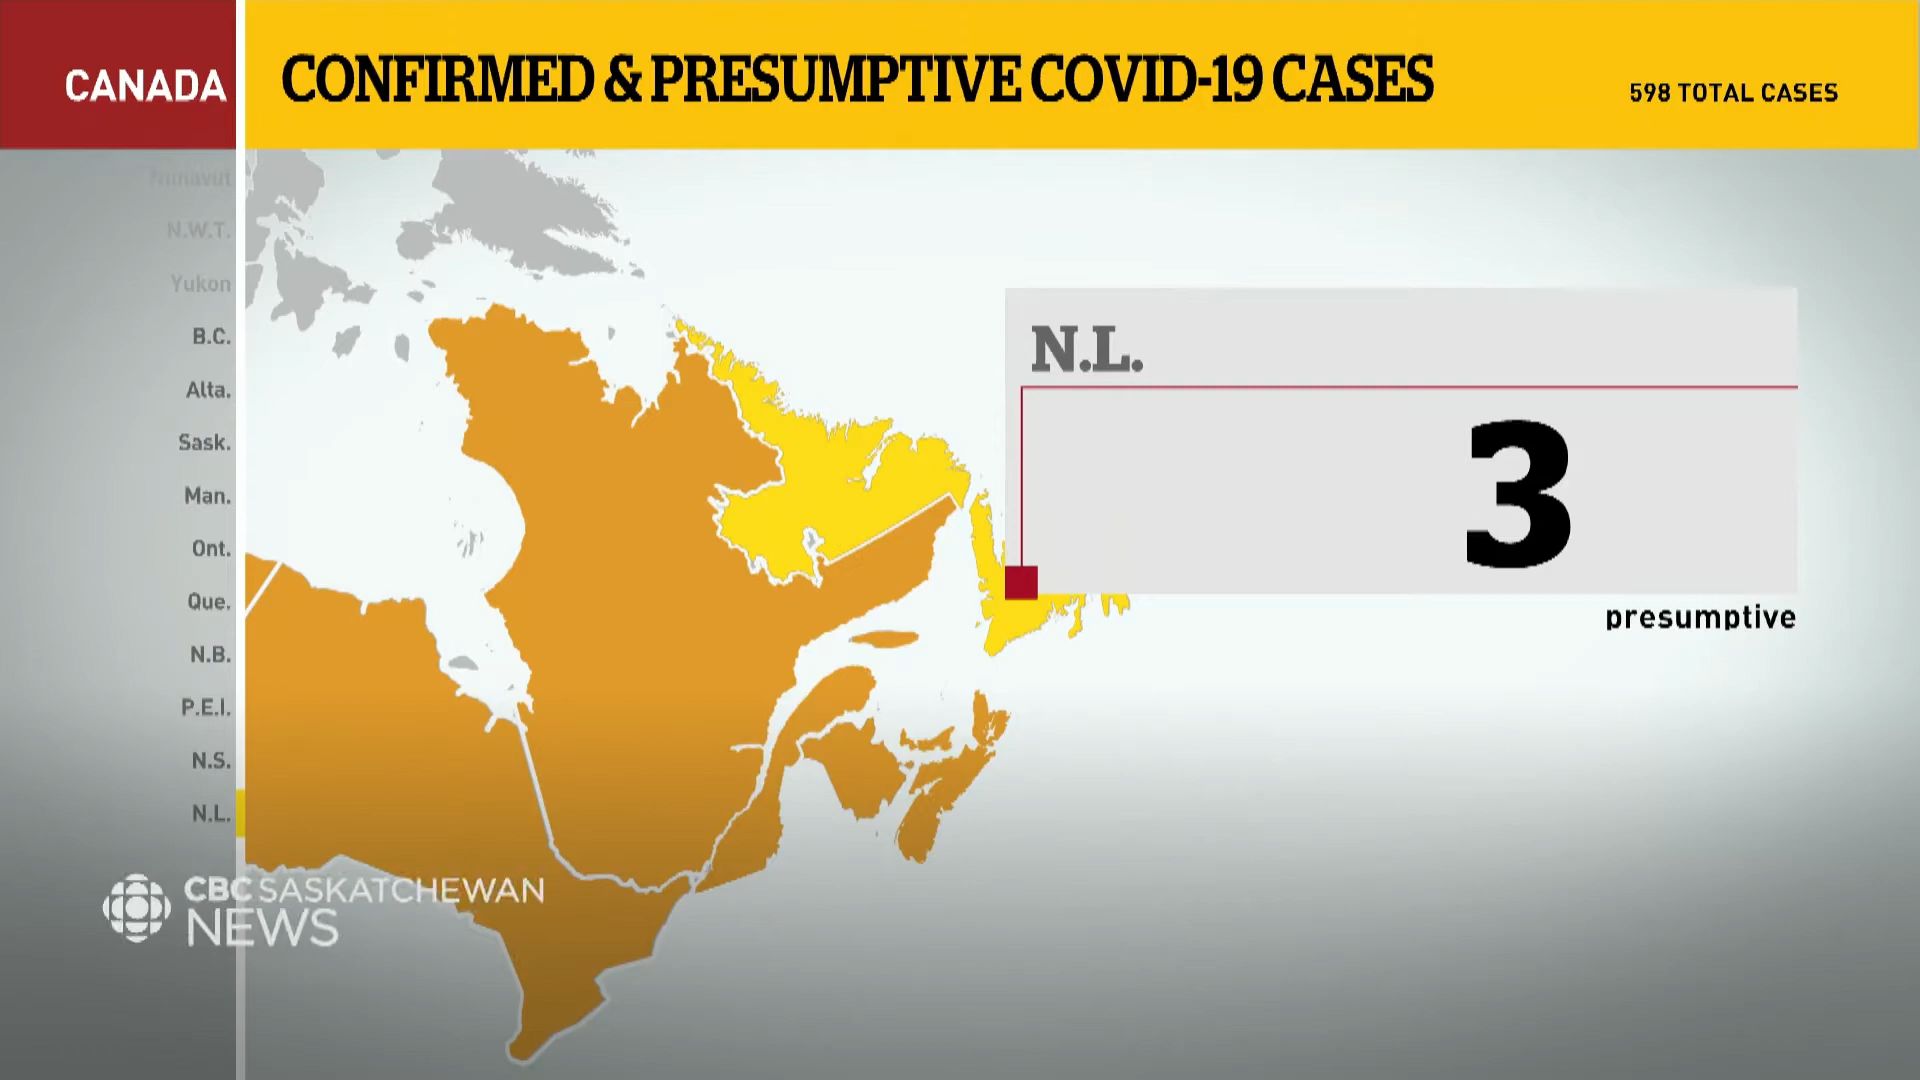 CANADA
CONFIRMED & PRESUMPTIVE COVID-19 CASES
598 TOTAL CASES
Nunavut
N.W.T.
Yukon
B.C.
Alta.
Sask.
Man.
Ont.
Que.
N.B.
P.E.I.
N.S.
N.L.
N.L.
3
presumptive
CBC SASKATCHEWAN
NEWS